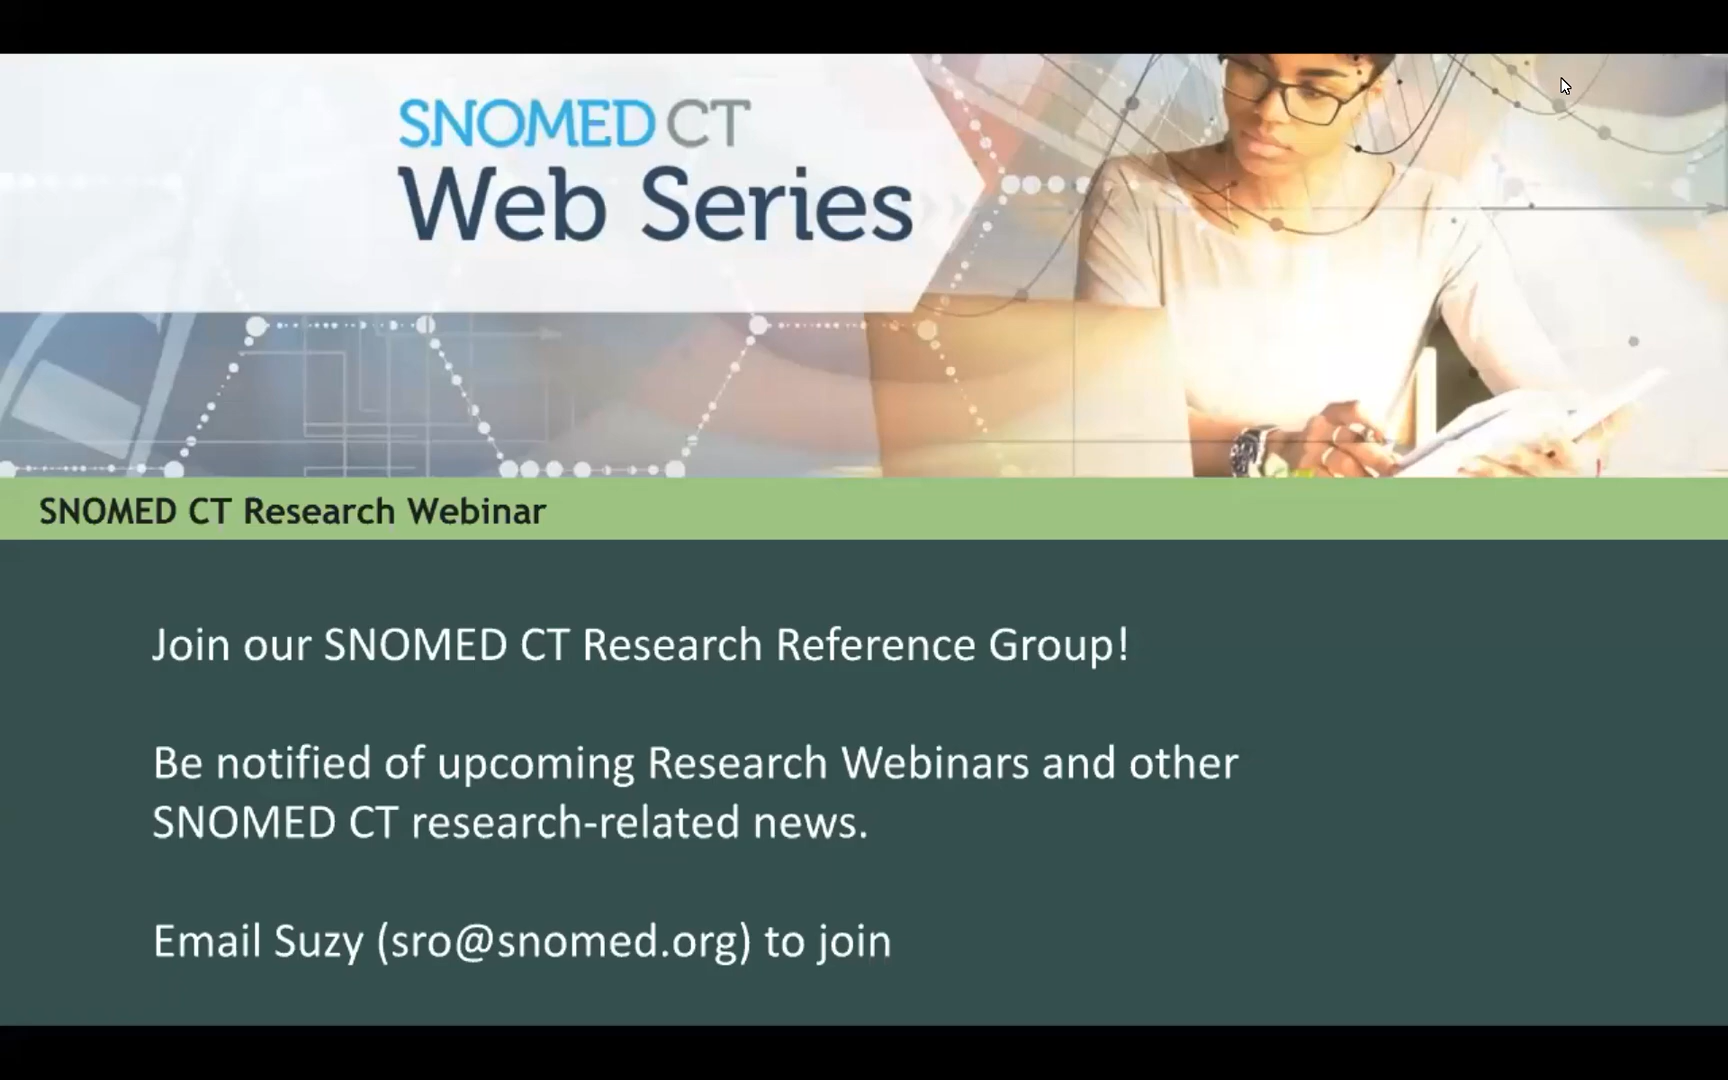 SNOMED CT
Web Series
SNOMED CT Research Webinar
Join our SNOMED CT Research Reference Group!
Be notified of upcoming Research Webinars and other
SNOMED CT research-related news.
Email Suzy (sro@snomed.org) to join